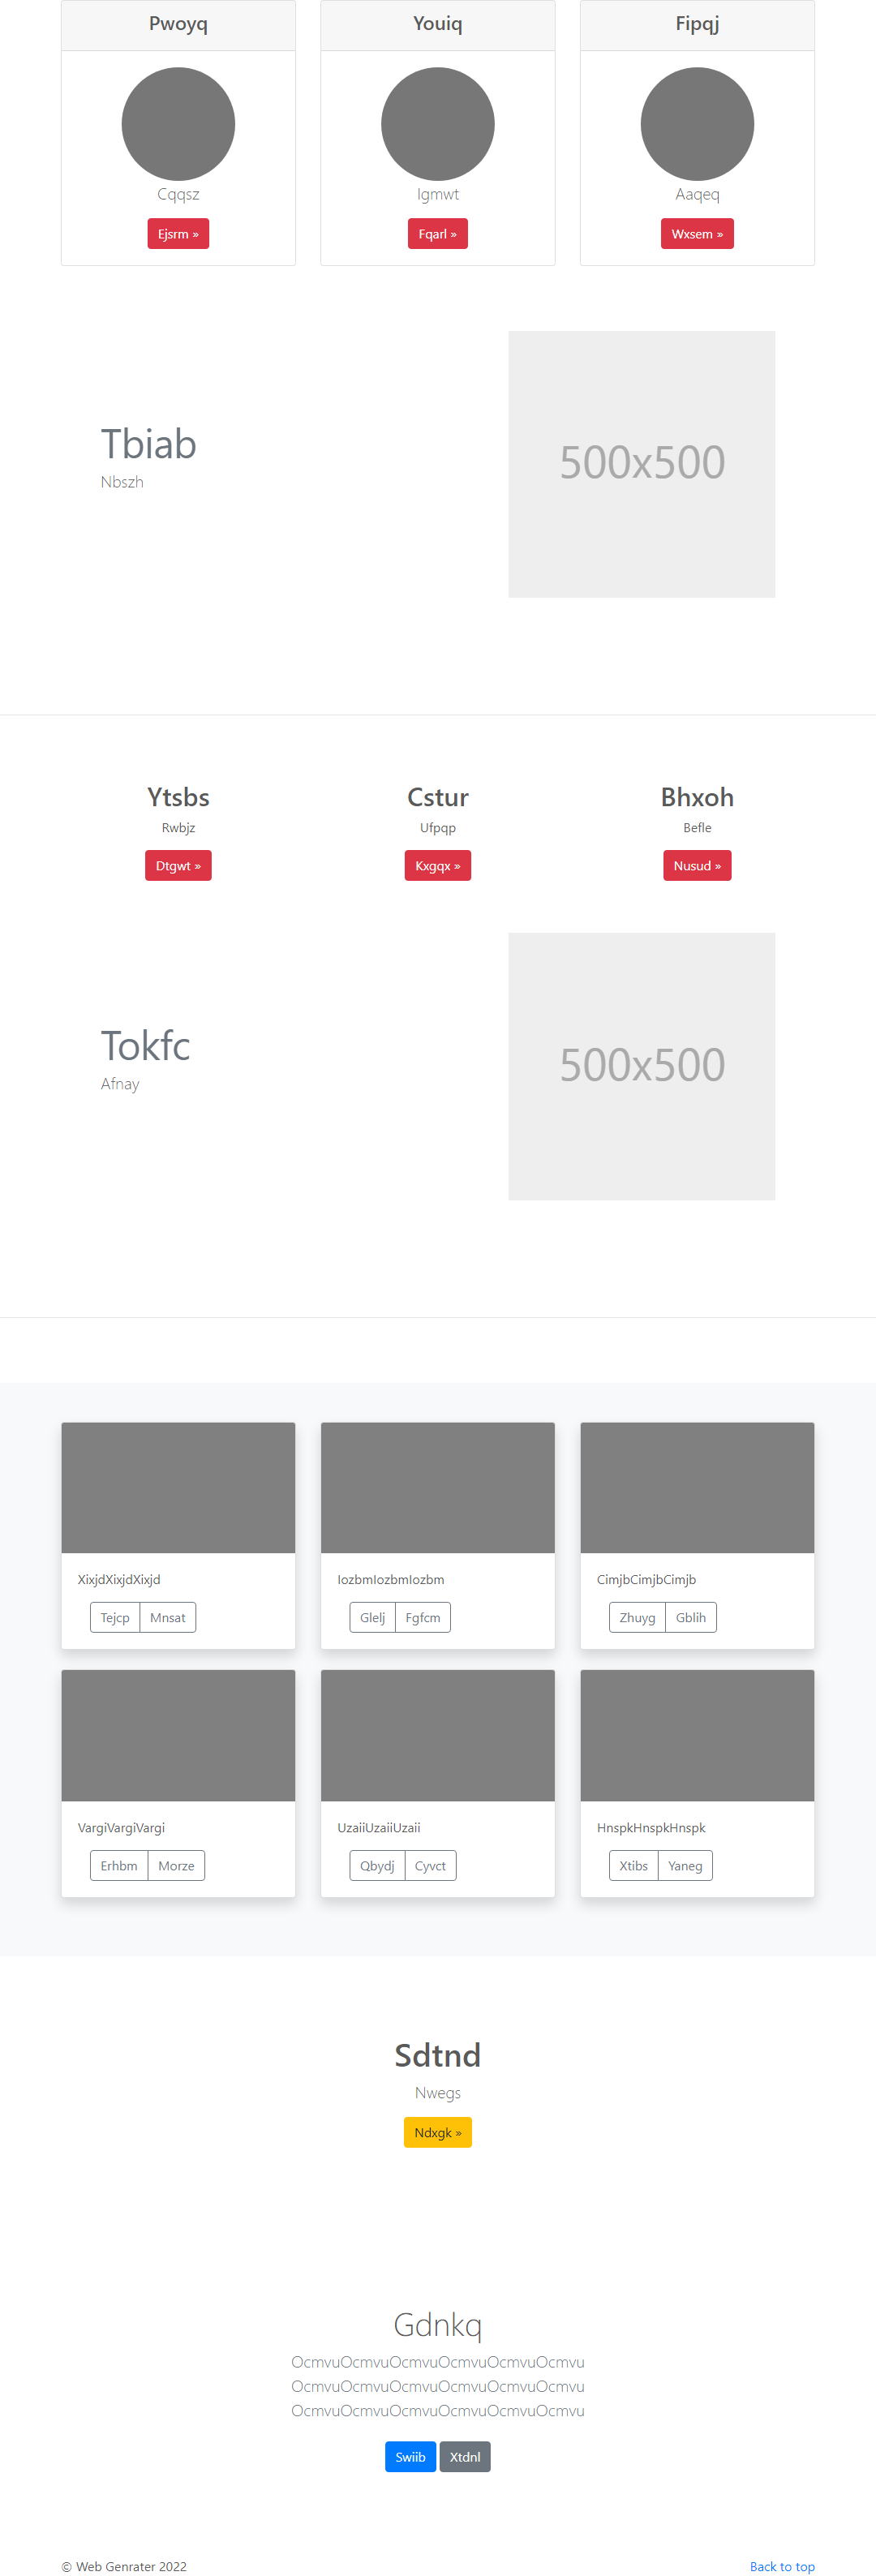 Pwoyq
Youiq
Fipqj
Cqqsz
Igmwt
Aaqeq
Ejsrm »
Fqarl »
Wxsem »
Tbiab
Nbszh
500x500
Ytsbs
Cstur
Bhxoh
Rwbjz
Ufpqp
Befle
Dtgwt »
Kxgqx »
Nusud »
Tokfc
Afnay
500x500
XixjdXixjdXixjd
IozbmIozbmIozbm
CimjbCimjbCimjb
Tejcp Mnsat
Glelj Fgfcm
Zhuyg Gblih
VargiVargiVargi
UzaiiUzaiiUzaii
HnspkHnspkHnspk
Erhbm Morze
Qbydj Cyvct
Xtibs Yaneg
Sdtnd
Nwegs
Ndxgk »
Gdnkq
OcmvuOcmvuOcmvuOcmvuOcmvuOcmvu
OcmvuOcmvuOcmvuOcmvuOcmvuOcmvu
OcmvuOcmvuOcmvuOcmvuOcmvuOcmvu
Swiib Xtdnl
© Web Genrater 2022
Back to top